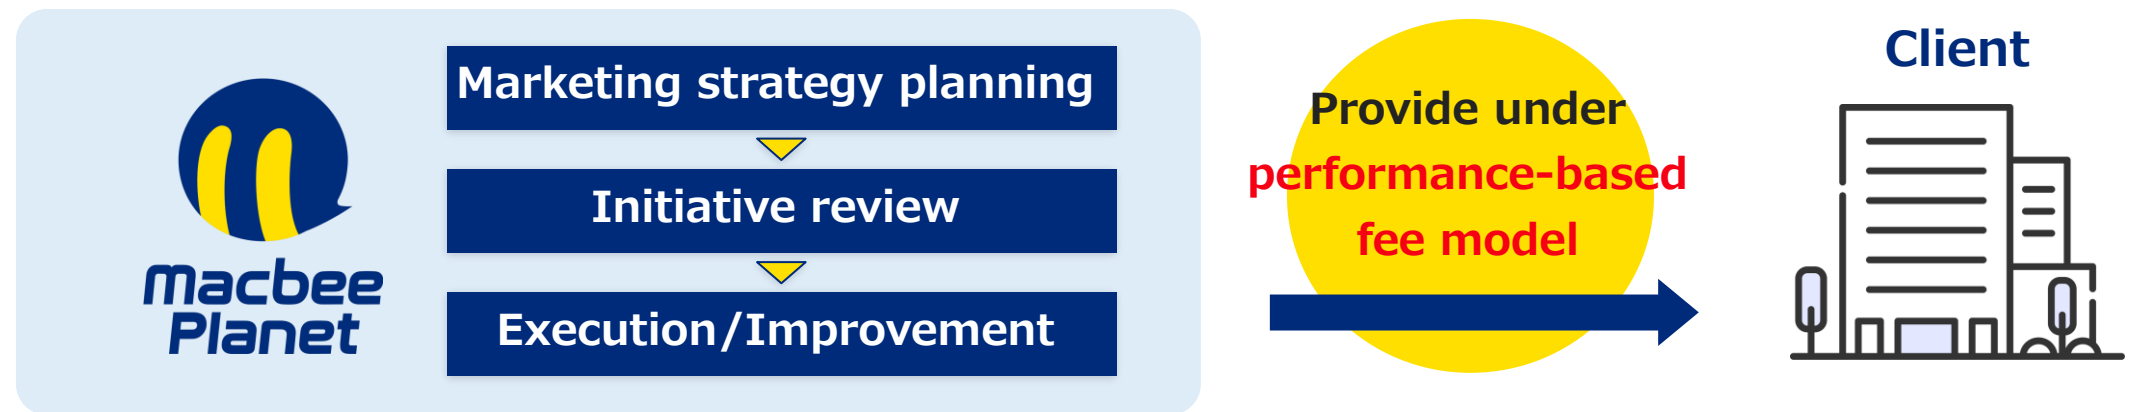 Macbee
Planet
Marketing strategy planning
Initiative review
Execution/Improvement
Provide under
performance-based
fee model
Client